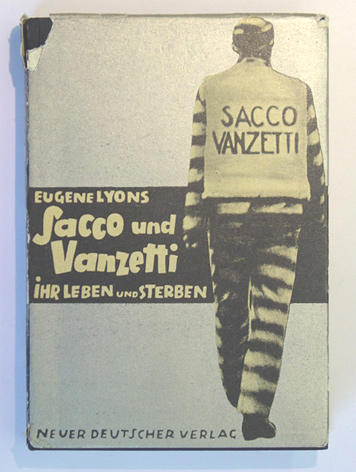 SACCO
VANZETTI
EUGENE LYONS
Sacco und
Vanzetti
IHR LEBEN UND STERBEN
NEUER DEUTSCHER VERLAG